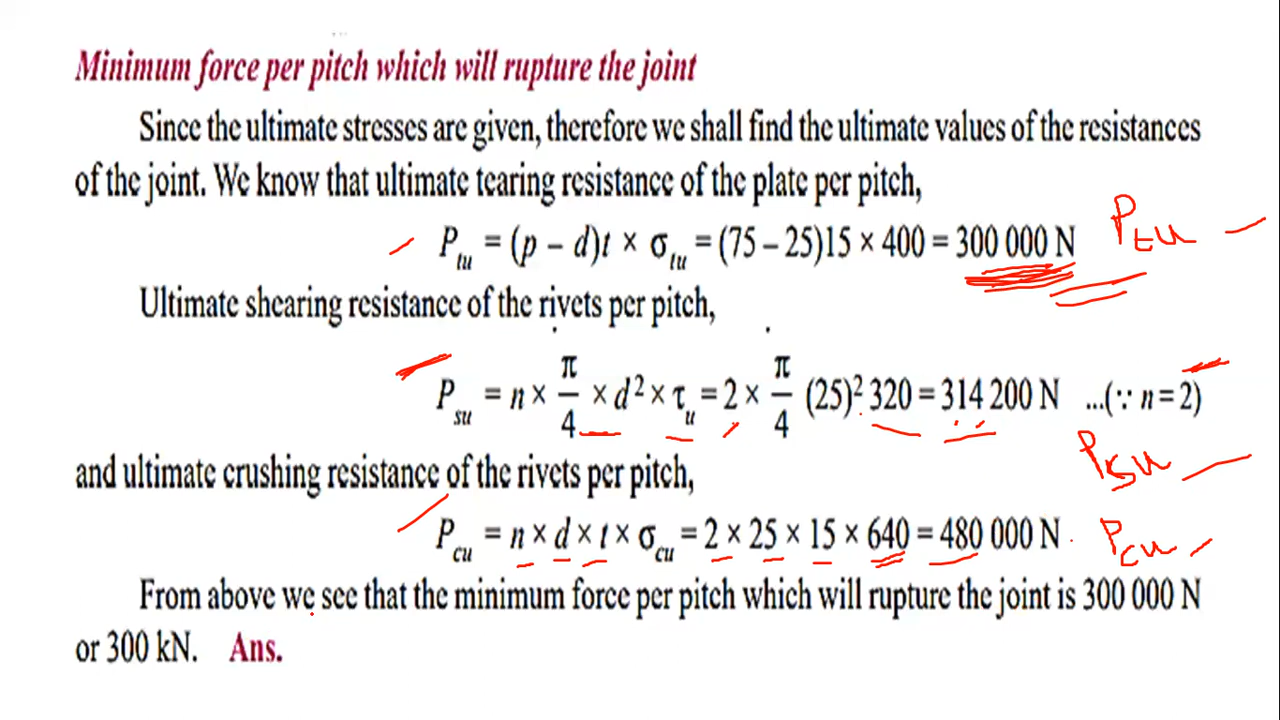 Minimum force per pitch which will rupture the joint
Since the ultimate stresses are given, therefore we shall find the ultimate values of the resistances
of the joint. We know that ultimate tearing resistance of the plate per pitch,
P_tu = (p – d)t × σ_tu = (75 – 25)15 × 400 = 300 000 N P_tu
Ultimate shearing resistance of the rivets per pitch,
P_su = n × π/4 × d² × τ_u = 2 × π/4 (25)² 320 = 314 200 N ...(∵ n = 2)
P_su
and ultimate crushing resistance of the rivets per pitch,
P_cu = n × d × t × σ_cu = 2 × 25 × 15 × 640 = 480 000 N P_cu
From above we see that the minimum force per pitch which will rupture the joint is 300 000 N
or 300 kN. Ans.